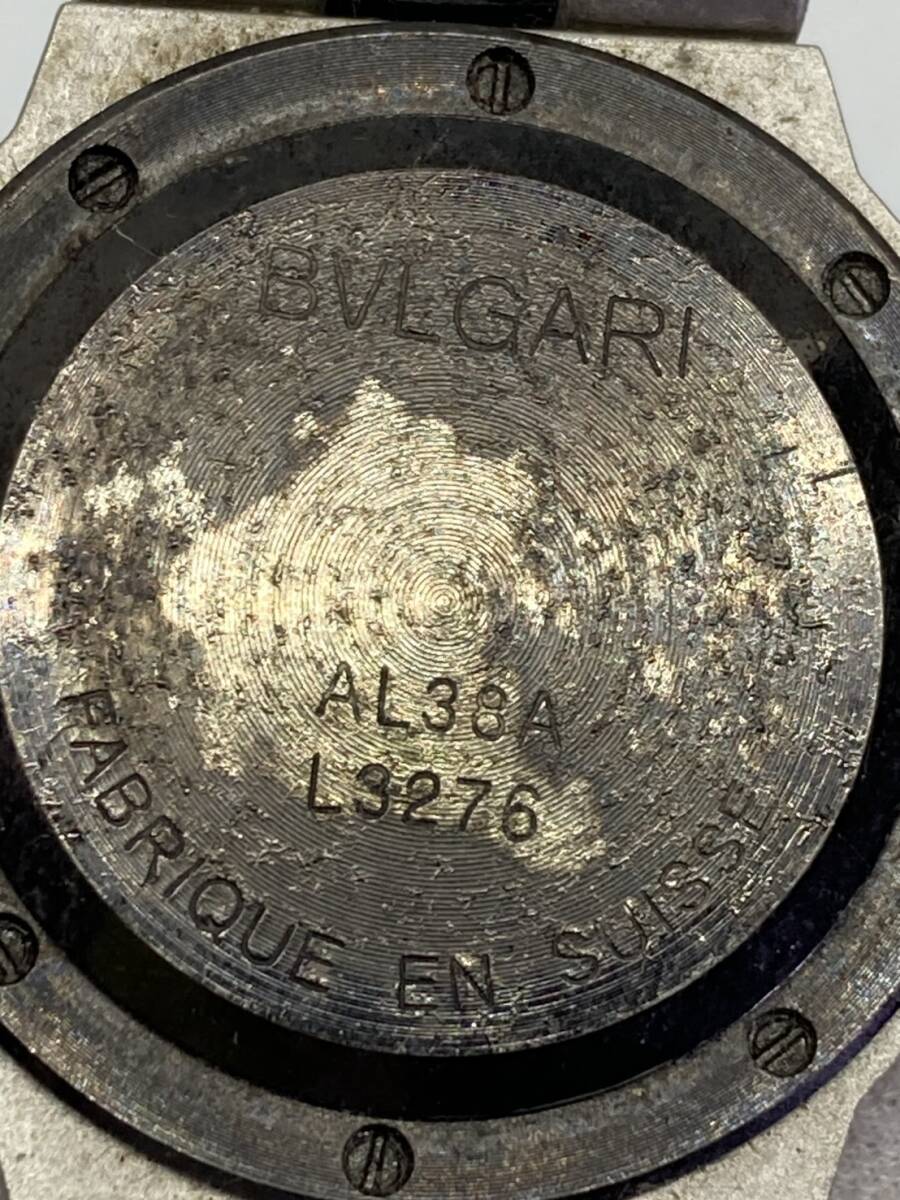 BVLGARI
AL38A
L3276
FABRIQUE EN SUISSE